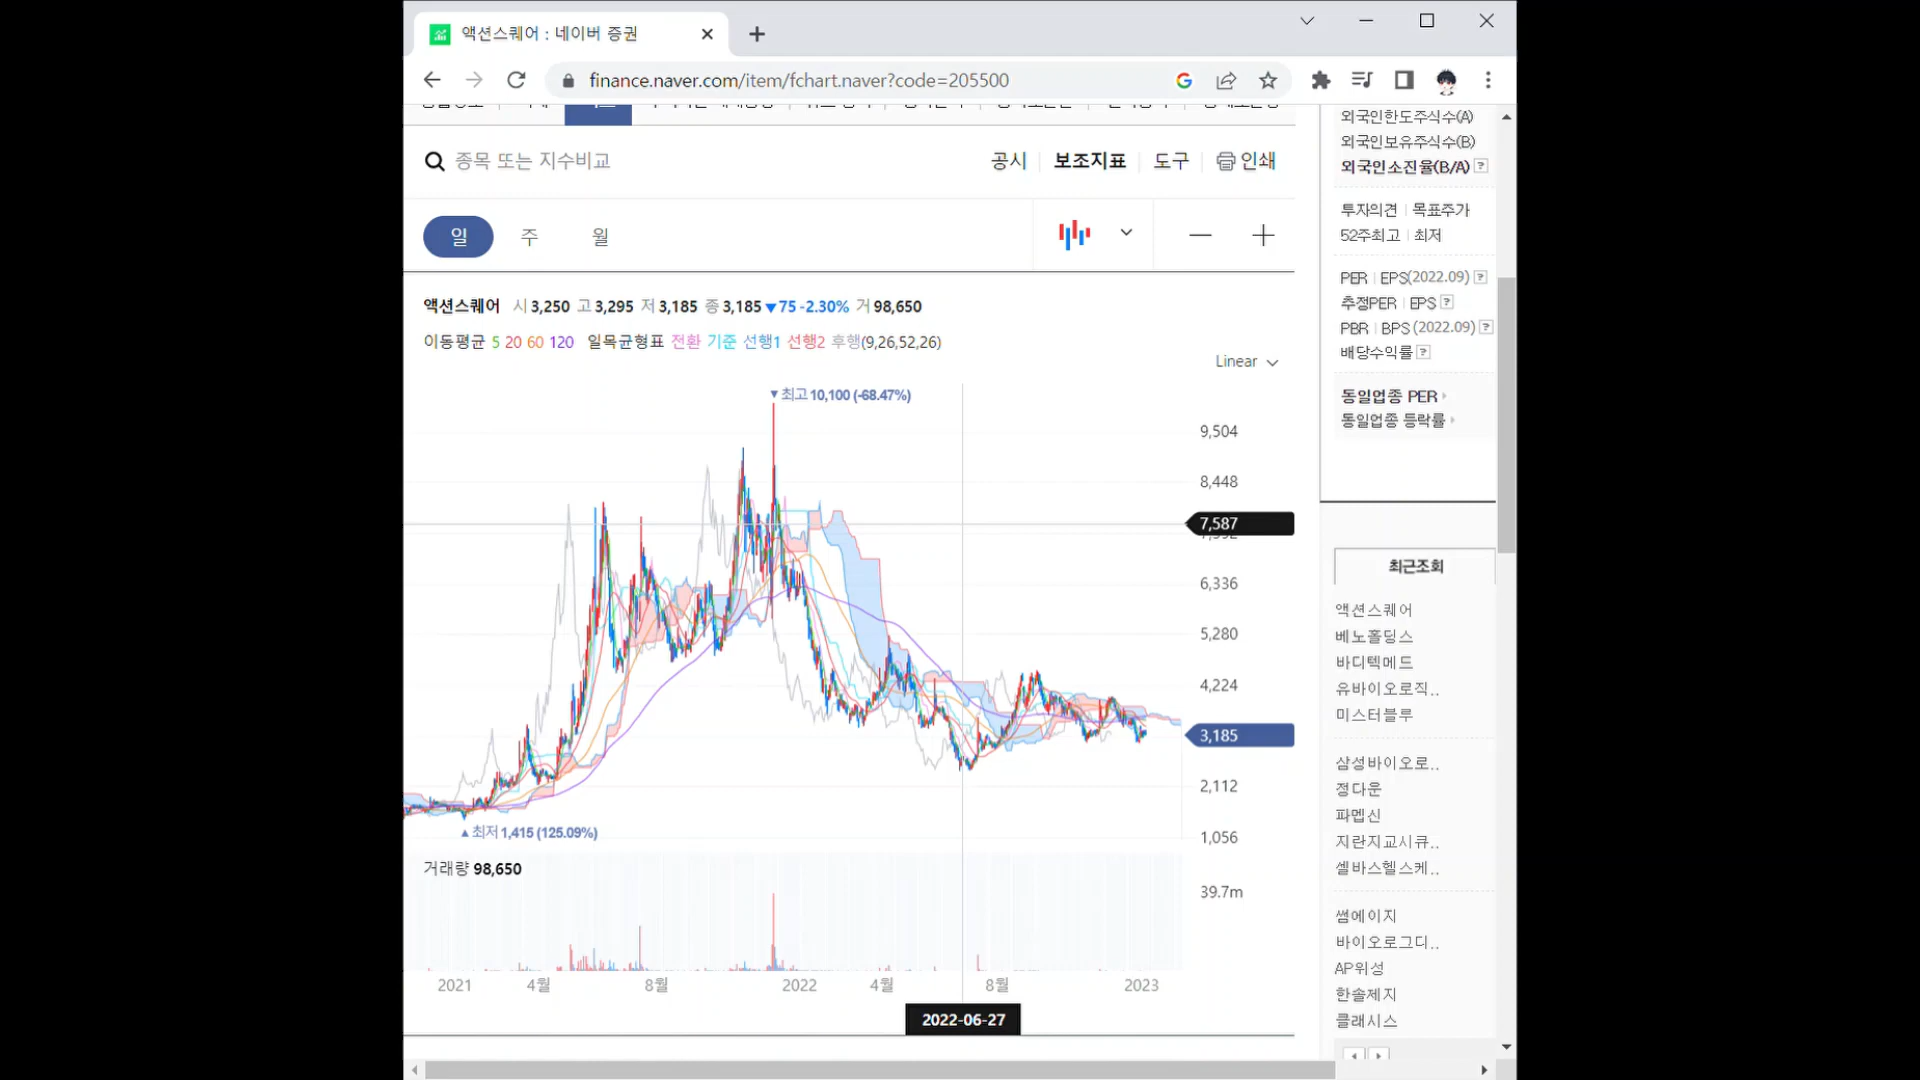 액션스퀘어 : 네이버 증권
finance.naver.com/item/fchart.naver?code=205500
종목 또는 지수비교
공시 보조지표 도구 인쇄
일 주 월
액션스퀘어 시 3,250 고 3,295 저 3,185 종 3,185 ▼75 -2.30% 거 98,650
이동평균 5 20 60 120 일목균형표 전환 기준 선행1 선행2 후행(9,26,52,26)
Linear
▼최고 10,100 (-68.47%)
9,504
8,448
7,587
6,336
5,280
4,224
3,185
2,112
1,056
▲최저 1,415 (125.09%)
거래량 98,650
39.7m
2021 4월 8월 2022 4월 8월 2023
2022-06-27
외국인한도주식수(A)
외국인보유주식수(B)
외국인소진율(B/A) ?
투자의견 | 목표주가
52주최고 | 최저
PER | EPS(2022.09) ?
추정PER | EPS ?
PBR | BPS (2022.09) ?
배당수익률 ?
동일업종 PER
동일업종 등락률
최근조회
액션스퀘어
베노홀딩스
바디텍메드
유바이오로직..
미스터블루
삼성바이오로..
정다운
파멥신
지란지교시큐..
셀바스헬스케..
썸에이지
바이오로그디..
AP위성
한솔제지
클래시스